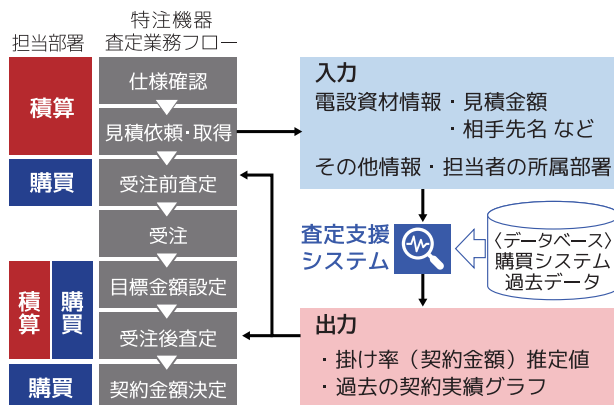 担当部署
特注機器
査定業務フロー
積算
購買
積算
購買
購買
仕様確認
見積依頼・取得
受注前査定
受注
目標金額設定
受注後査定
契約金額決定
入力
電設資材情報・見積金額
・相手先名 など
その他情報・担当者の所属部署
査定支援
システム
〈データベース〉
購買システム
過去データ
出力
・掛け率（契約金額）推定値
・過去の契約実績グラフ